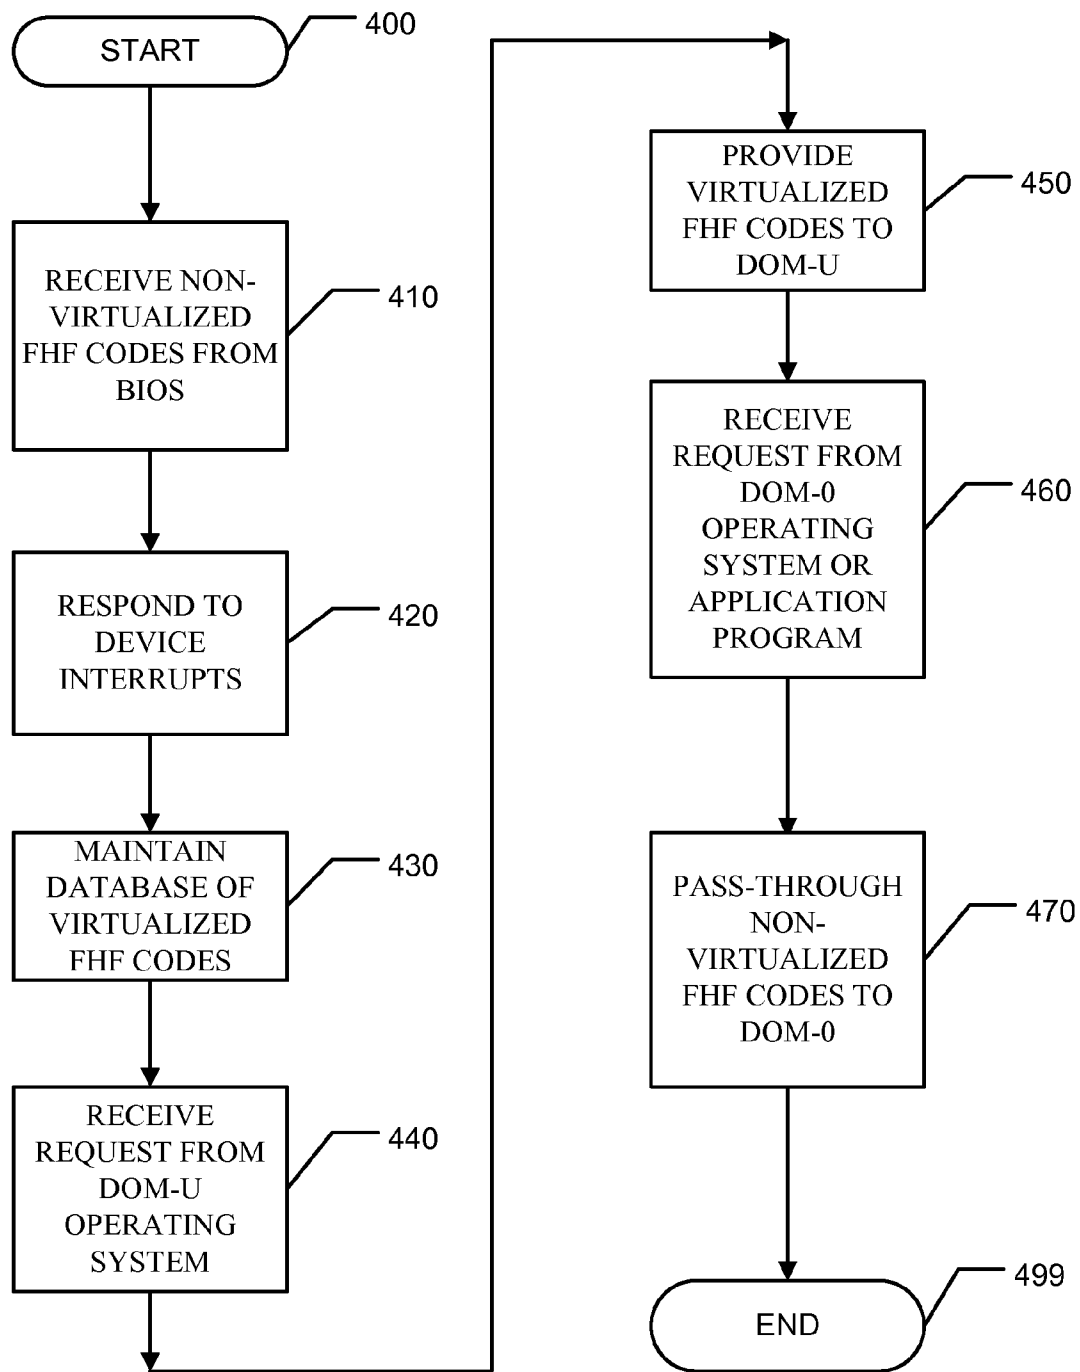 START
400
RECEIVE NON-
VIRTUALIZED
FHF CODES FROM
BIOS
410
RESPOND TO
DEVICE
INTERRUPTS
420
MAINTAIN
DATABASE OF
VIRTUALIZED
FHF CODES
430
RECEIVE
REQUEST FROM
DOM-U
OPERATING
SYSTEM
440
PROVIDE
VIRTUALIZED
FHF CODES TO
DOM-U
450
RECEIVE
REQUEST FROM
DOM-0
OPERATING
SYSTEM OR
APPLICATION
PROGRAM
460
PASS-THROUGH
NON-
VIRTUALIZED
FHF CODES TO
DOM-0
470
END
499